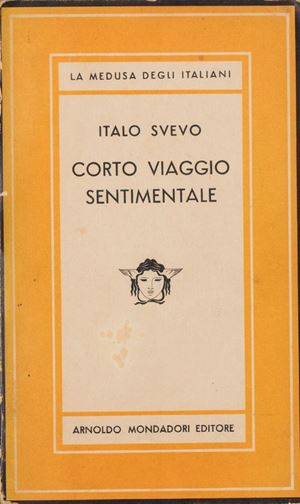 LA MEDUSA DEGLI ITALIANI
ITALO SVEVO
CORTO VIAGGIO
SENTIMENTALE
ARNOLDO MONDADORI EDITORE